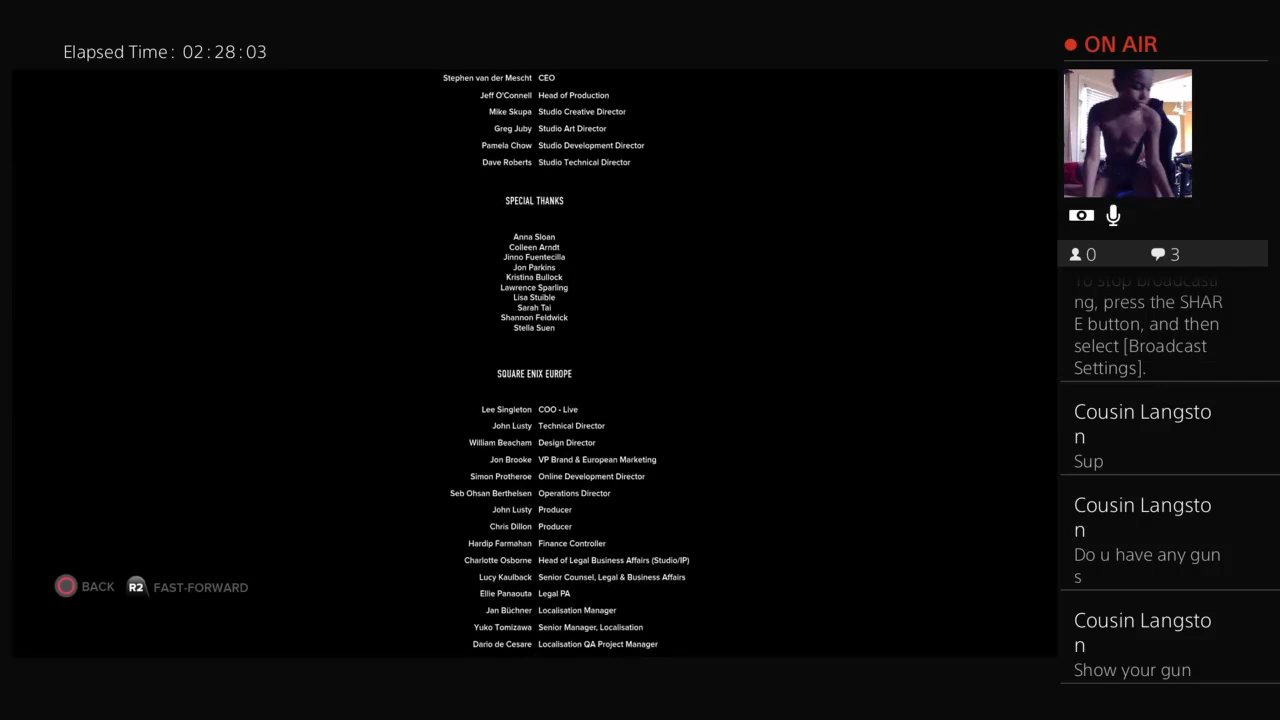 Elapsed Time: 02:28:03
ON AIR
Stephen van der Mescht CEO
Jeff O'Connell Head of Production
Mike Skupa Studio Creative Director
Greg Juby Studio Art Director
Pamela Chow Studio Development Director
Dave Roberts Studio Technical Director
SPECIAL THANKS
Anna Sloan
Colleen Arndt
Jinno Fuentecilla
Jon Parkins
Kristina Bullock
Lawrence Sparling
Lisa Stuible
Sarah Tai
Shannon Feldwick
Stella Suen
SQUARE ENIX EUROPE
Lee Singleton COO - Live
John Lusty Technical Director
William Beacham Design Director
Jon Brooke VP Brand & European Marketing
Simon Protheroe Online Development Director
Seb Ohsan Berthelsen Operations Director
John Lusty Producer
Chris Dillon Producer
Hardip Farmahan Finance Controller
Charlotte Osborne Head of Legal Business Affairs (Studio/IP)
Lucy Kaulback Senior Counsel, Legal & Business Affairs
Ellie Panaouta Legal PA
Jan Büchner Localisation Manager
Yuko Tomizawa Senior Manager, Localisation
Dario de Cesare Localisation QA Project Manager
BACK R2 FAST-FORWARD
0 3
To stop broadcasti
ng, press the SHAR
E button, and then
select [Broadcast
Settings].
Cousin Langsto
n
Sup
Cousin Langsto
n
Do u have any gun
s
Cousin Langsto
n
Show your gun